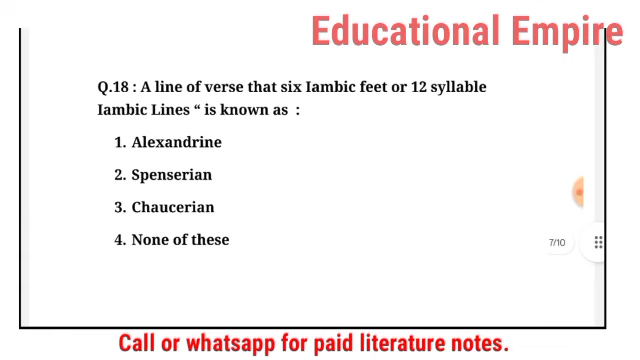 Educational Empire
Q.18 : A line of verse that six Iambic feet or 12 syllable
Iambic Lines “ is known as :
1. Alexandrine
2. Spenserian
3. Chaucerian
4. None of these
7/10
Call or whatsapp for paid literature notes.